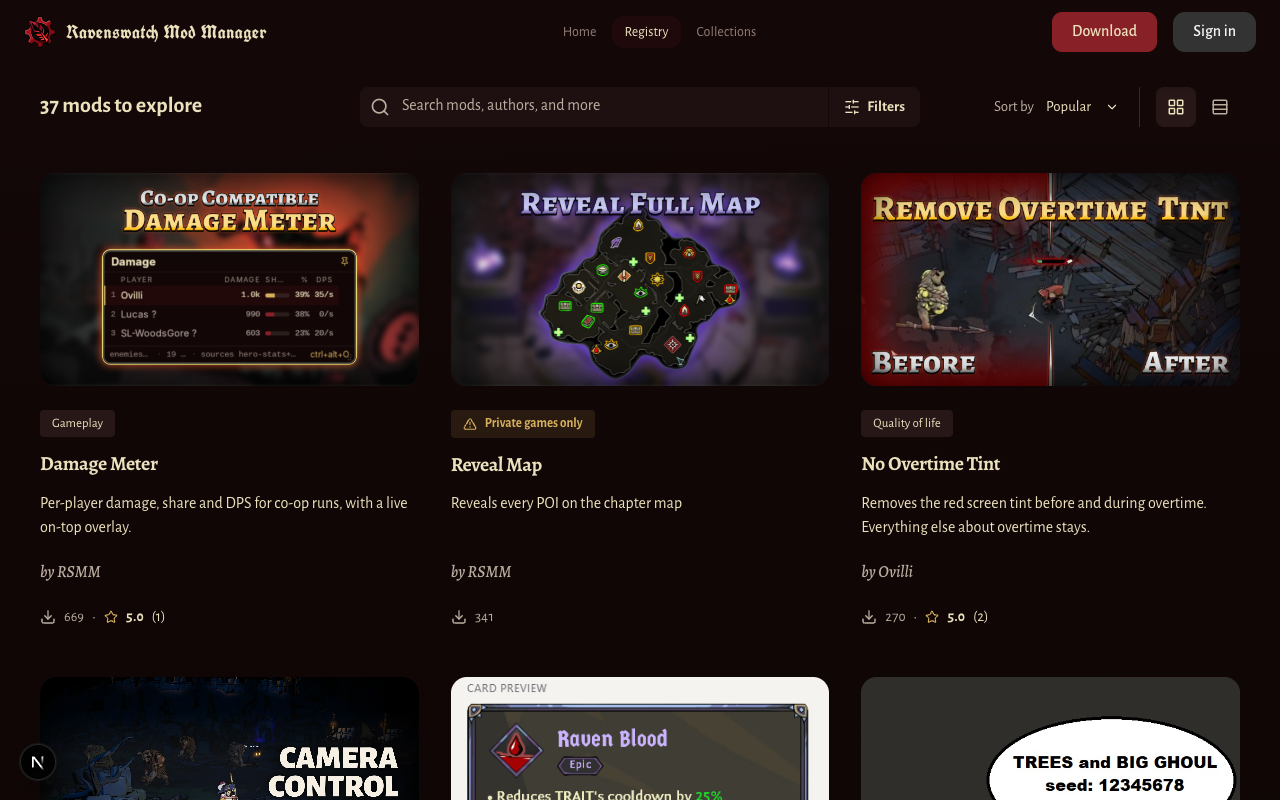 Ravenswatch Mod Manager
Home
Registry
Collections
Download
Sign in
37 mods to explore
Search mods, authors, and more
Filters
Sort by Popular
CO-OP COMPATIBLE
DAMAGE METER
Damage
PLAYER DAMAGE SH... % DPS
1 Ovilli 1.0k 39% 35/s
2 Lucas ? 990 38% 0/s
3 SL-WoodsGore ? 603 23% 20/s
enemies… · 19 … · sources hero-stats+… ctrl+alt+O
REVEAL FULL MAP
REMOVE OVERTIME TINT
BEFORE
AFTER
Gameplay
Damage Meter
Per-player damage, share and DPS for co-op runs, with a live
on-top overlay.
by RSMM
669 · 5.0 (1)
Private games only
Reveal Map
Reveals every POI on the chapter map
by RSMM
341
Quality of life
No Overtime Tint
Removes the red screen tint before and during overtime.
Everything else about overtime stays.
by Ovilli
270 · 5.0 (2)
N
CAMERA
CONTROL
CARD PREVIEW
Raven Blood
Epic
• Reduces TRAIT's cooldown by 25%
TREES and BIG GHOUL
seed: 12345678